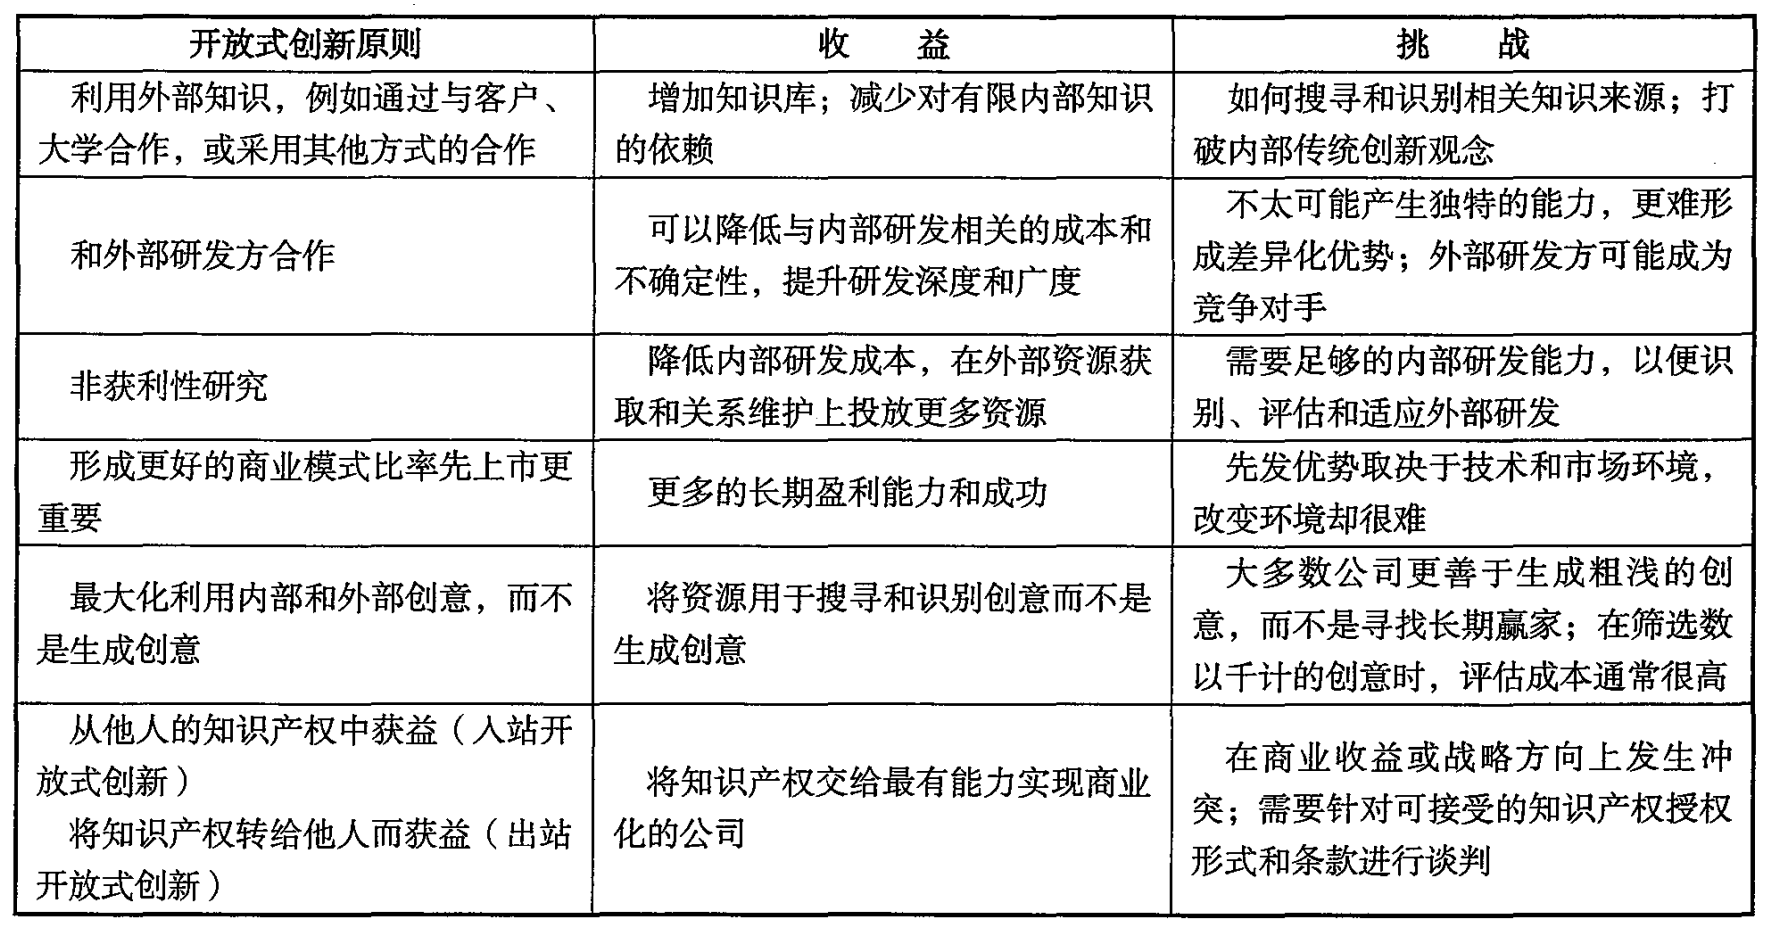 开放式创新原则
收 益
挑 战
利用外部知识，例如通过与客户、
大学合作，或采用其他方式的合作
增加知识库；减少对有限内部知识
的依赖
如何搜寻和识别相关知识来源；打
破内部传统创新观念
和外部研发方合作
可以降低与内部研发相关的成本和
不确定性，提升研发深度和广度
不太可能产生独特的能力，更难形
成差异化优势；外部研发方可能成为
竞争对手
非获利性研究
降低内部研发成本，在外部资源获
取和关系维护上投放更多资源
需要足够的内部研发能力，以便识
别、评估和适应外部研发
形成更好的商业模式比率先上市更
重要
更多的长期盈利能力和成功
先发优势取决于技术和市场环境，
改变环境却很难
最大化利用内部和外部创意，而不
是生成创意
将资源用于搜寻和识别创意而不是
生成创意
大多数公司更善于生成粗浅的创
意，而不是寻找长期赢家；在筛选数
以千计的创意时，评估成本通常很高
从他人的知识产权中获益（入站开
放式创新）
将知识产权转给他人而获益（出站
开放式创新）
将知识产权交给最有能力实现商业
化的公司
在商业收益或战略方向上发生冲
突；需要针对可接受的知识产权授权
形式和条款进行谈判